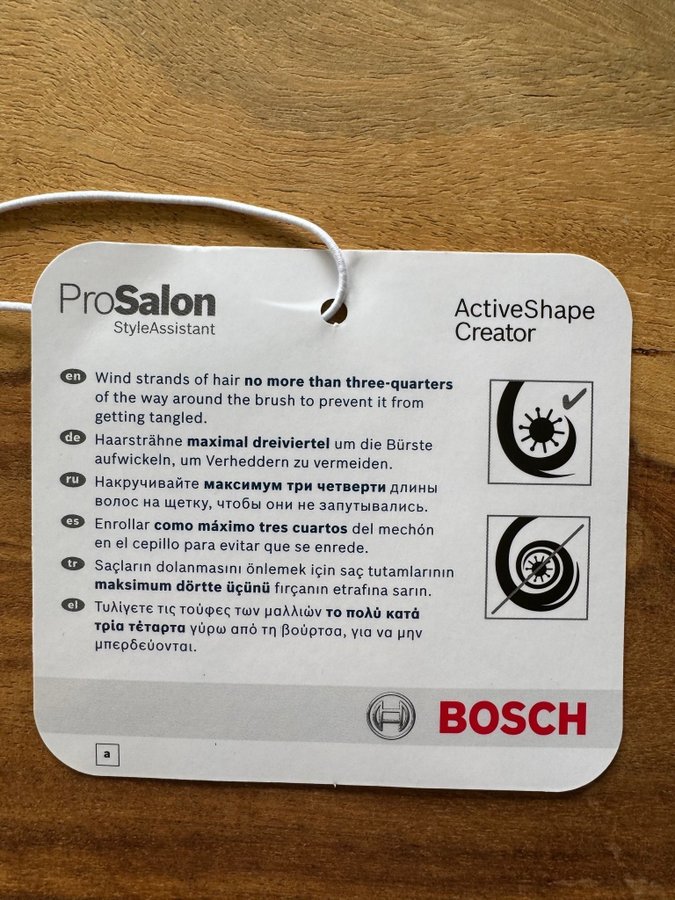 ProSalon
StyleAssistant
ActiveShape
Creator
en Wind strands of hair no more than three-quarters
of the way around the brush to prevent it from
getting tangled.
de Haarsträhne maximal dreiviertel um die Bürste
aufwickeln, um Verheddern zu vermeiden.
ru Накручивайте максимум три четверти длины
волос на щетку, чтобы они не запутывались.
es Enrollar como máximo tres cuartos del mechón
en el cepillo para evitar que se enrede.
tr Saçların dolanmasını önlemek için saç tutamlarının
maksimum dörtte üçünü fırçanın etrafina sarın.
el Τυλίγετε τις τούφες των μαλλιών το πολύ κατά
τρία τέταρτα γύρω από τη βούρτσα, για να μην
μπερδεύονται.
BOSCH
a